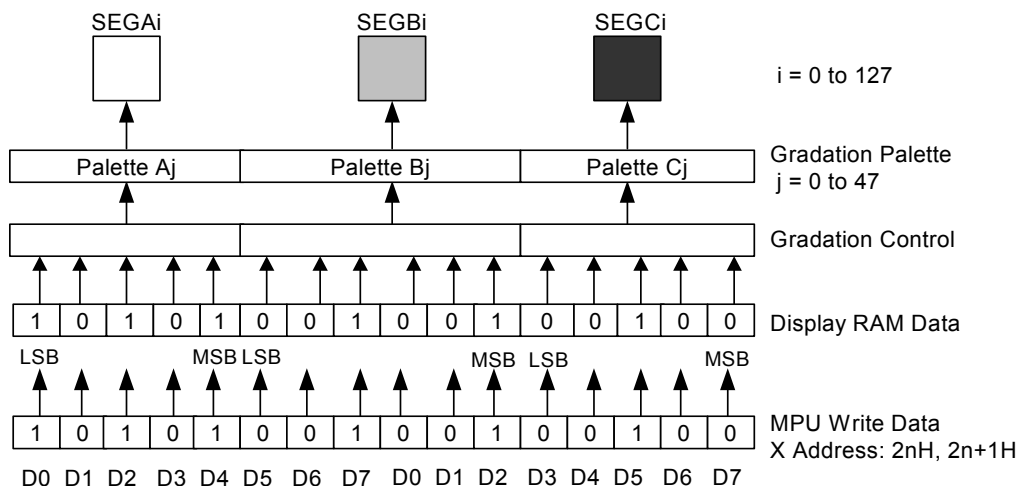 SEGAi SEGBi SEGCi
i = 0 to 127
Palette Aj Palette Bj Palette Cj
Gradation Palette
j = 0 to 47
Gradation Control
1 0 1 0 1 0 0 1 0 0 1 0 0 1 0 0
Display RAM Data
LSB MSB LSB MSB LSB MSB
1 0 1 0 1 0 0 1 0 0 1 0 0 1 0 0
MPU Write Data
X Address: 2nH, 2n+1H
D0 D1 D2 D3 D4 D5 D6 D7 D0 D1 D2 D3 D4 D5 D6 D7